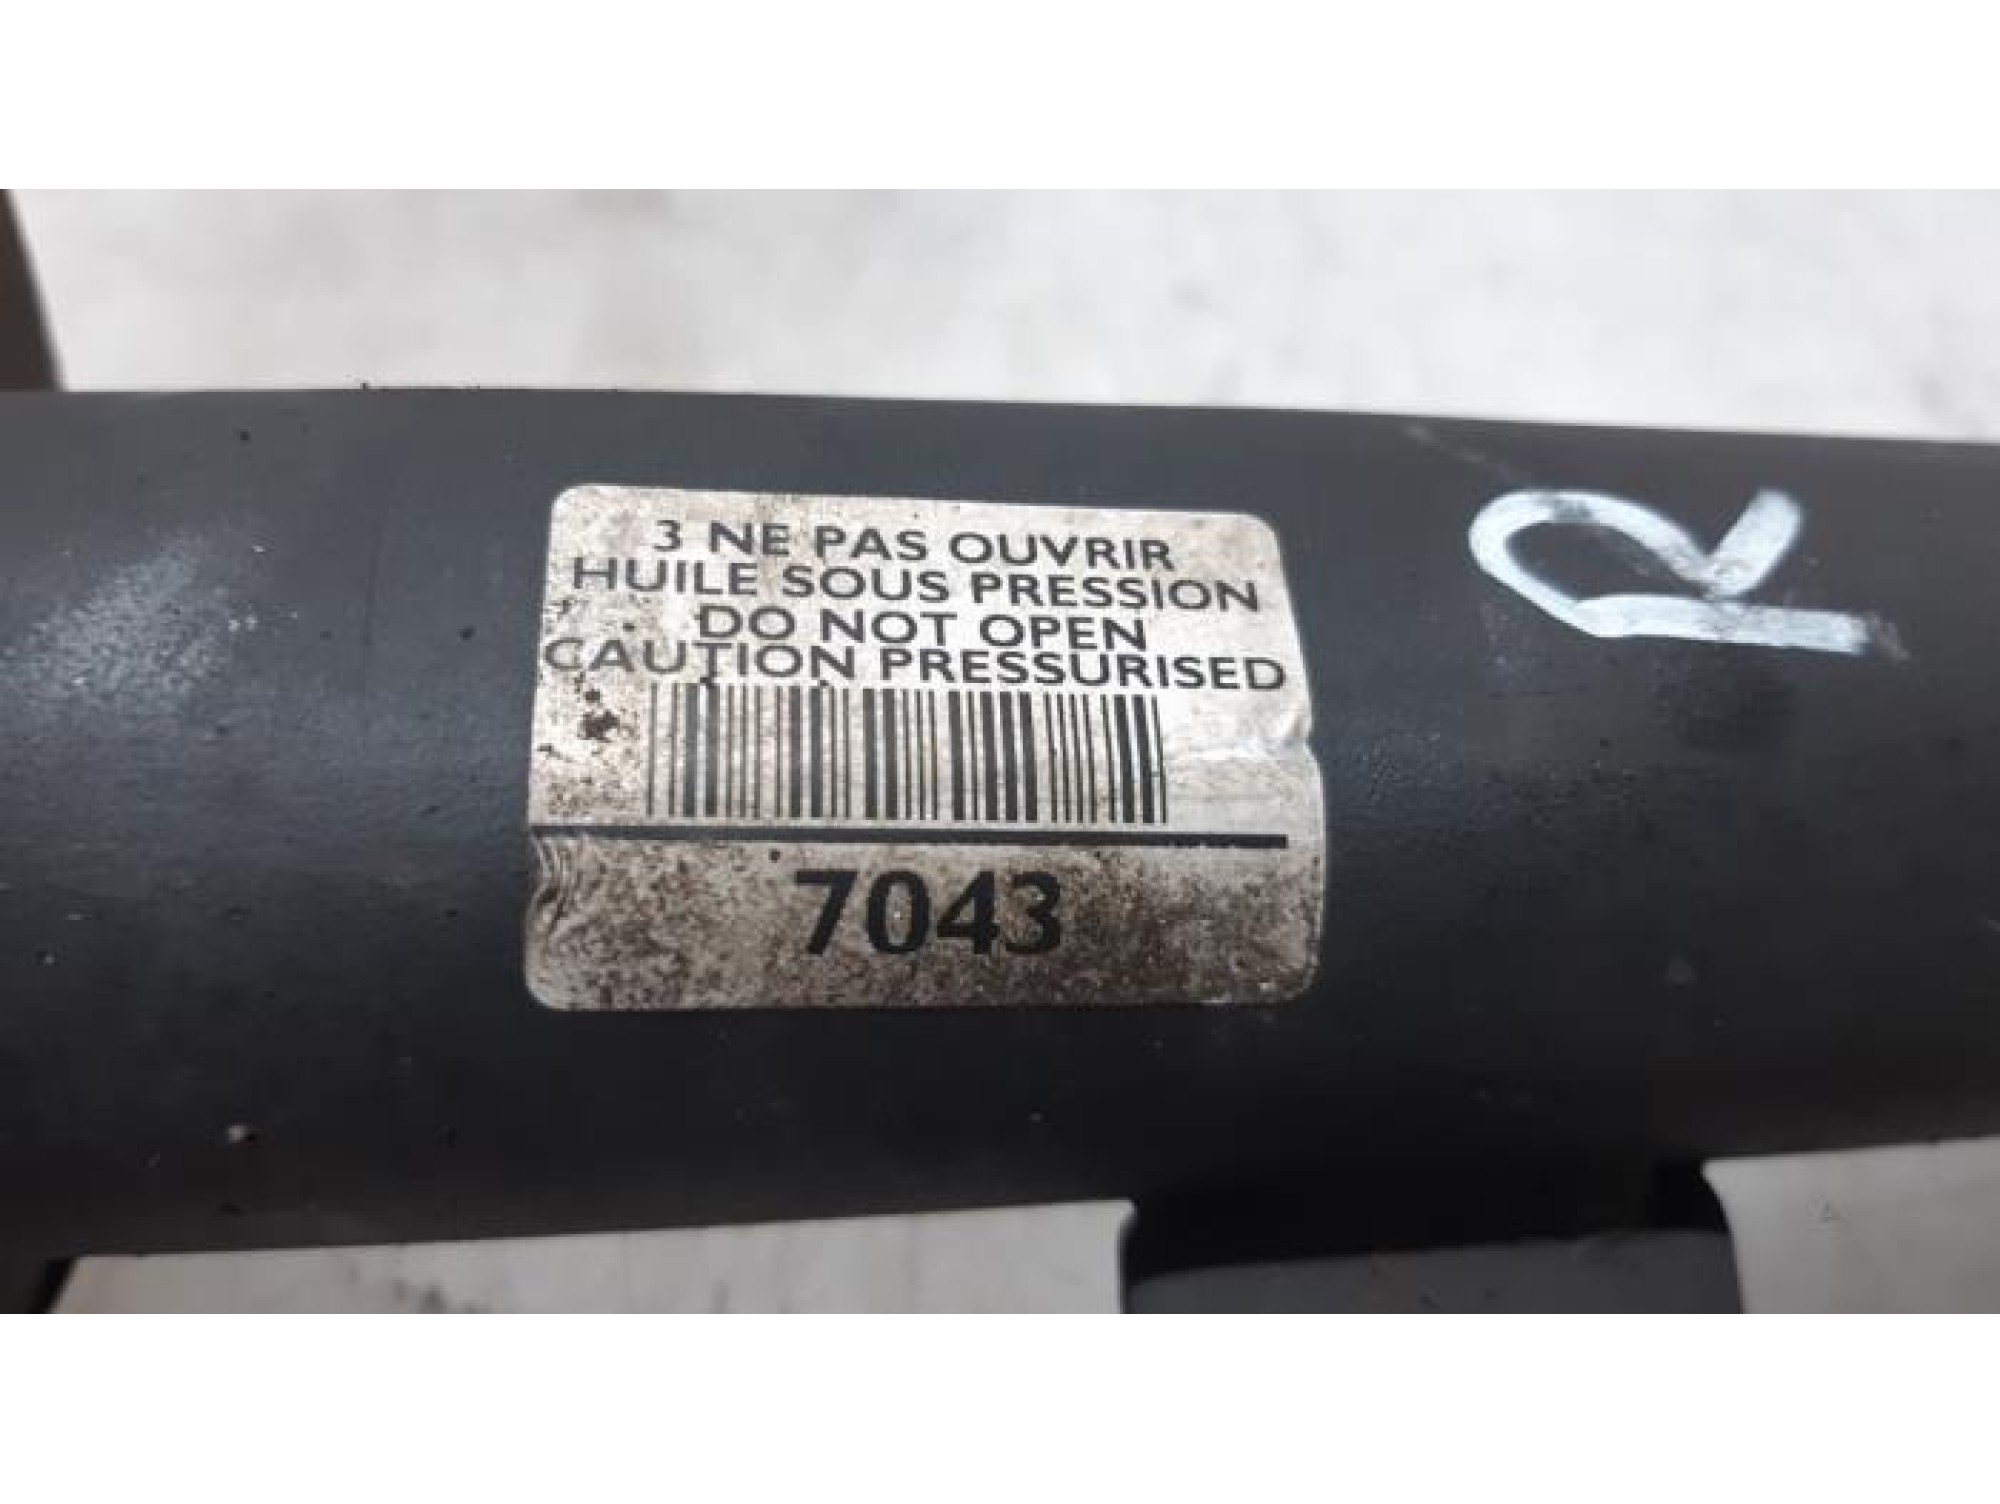 3 NE PAS OUVRIR
HUILE SOUS PRESSION
DO NOT OPEN
CAUTION PRESSURISED
7043
R